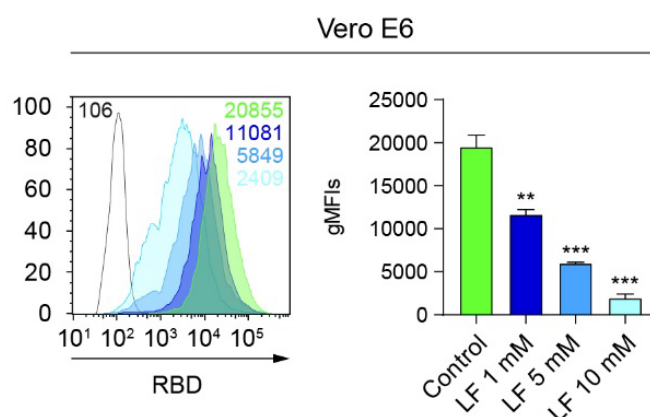 Vero E6
100
80
60
40
20
0
106
20855
11081
5849
2409
10¹ 10² 10³ 10⁴ 10⁵
RBD
gMFIs
25000
20000
15000
10000
5000
0
**
***
***
Control
LF 1 mM
LF 5 mM
LF 10 mM